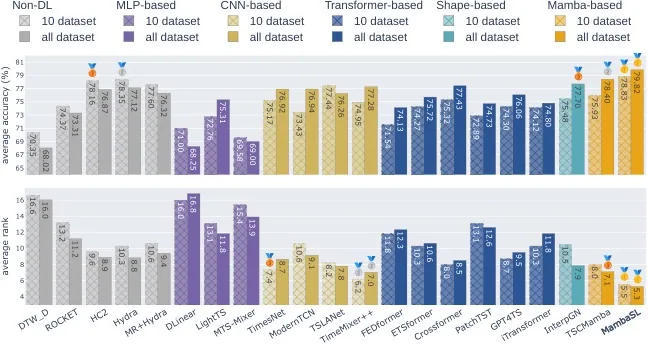 Non-DL MLP-based CNN-based Transformer-based Shape-based Mamba-based
10 dataset 10 dataset 10 dataset 10 dataset 10 dataset 10 dataset
all dataset all dataset all dataset all dataset all dataset all dataset
average accuracy (%)
81
79
77
75
73
71
69
67
65
70.35 68.02 74.37 73.31 78.16 76.87 78.35 77.12 77.60 76.32 71.00 68.25 72.76 75.31 69.58 69.00 75.17 76.92 73.43 76.94 77.44 76.26 74.95 77.28 71.54 74.13 74.27 75.72 75.32 77.43 72.89 74.73 74.30 76.06 74.12 74.80 75.48 77.70 75.93 78.40 78.83 79.82
average rank
16
14
12
10
8
6
4
16.6 16.0 13.2 11.2 9.6 8.9 10.3 8.8 10.6 9.4 16.0 16.8 13.1 11.8 15.4 13.9 7.4 8.7 10.6 9.1 8.2 7.8 6.2 7.0 11.8 12.3 10.3 10.6 8.0 8.5 13.1 12.6 8.7 9.5 10.3 11.8 10.5 7.9 8.0 7.1 5.5 5.3
DTW_D ROCKET HC2 Hydra MR+Hydra DLinear LightTS MTS-Mixer TimesNet ModernTCN TSLANet TimeMixer++ FEDformer ETSformer Crossformer PatchTST GPT4TS iTransformer InterpGN TSCMamba MambaSL